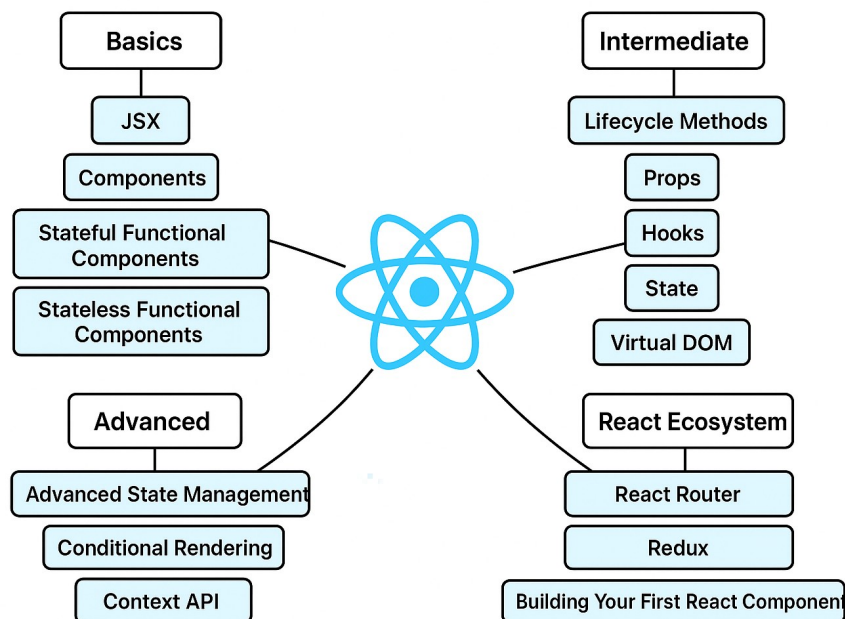 Basics
JSX
Components
Stateful Functional
Components
Stateless Functional
Components
Intermediate
Lifecycle Methods
Props
Hooks
State
Virtual DOM
Advanced
Advanced State Management
Conditional Rendering
Context API
React Ecosystem
React Router
Redux
Building Your First React Component